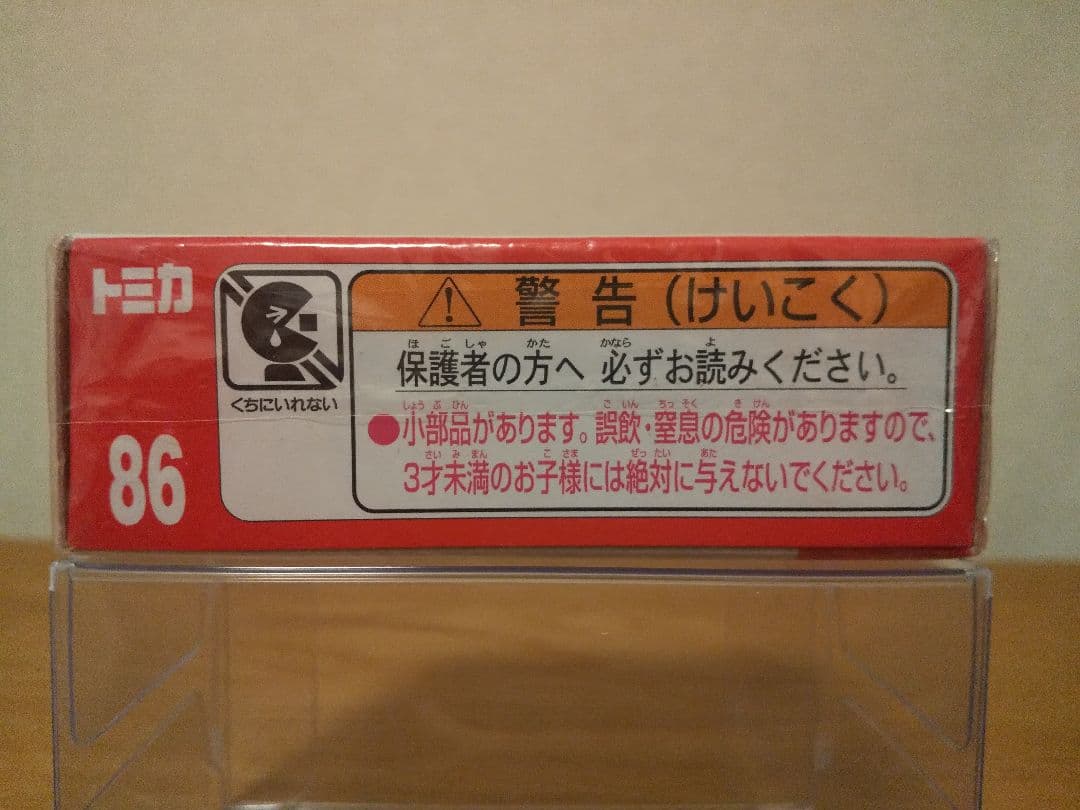 トミカ
86
くちにいれない
警告（けいこく）
保護者の方へ 必ずお読みください。
ほごしゃ かた かなら よ
●小部品があります。誤飲・窒息の危険がありますので、
しょうぶひん ごいん ちっそく きけん
3才未満のお子様には絶対に与えないでください。
さいみまん こさま ぜったい あた